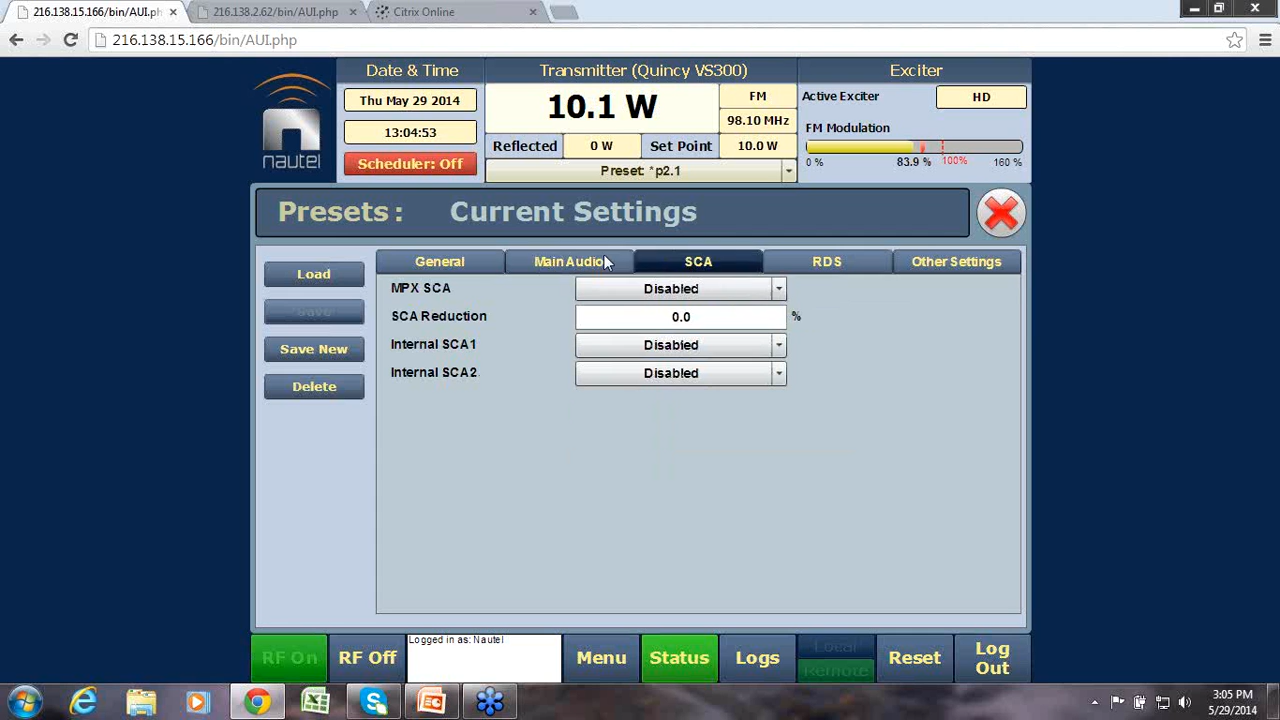 216.138.15.166/bin/AUI.ph
216.138.2.62/bin/AUI.php
Citrix Online
216.138.15.166/bin/AUI.php
nautel
Date & Time
Thu May 29 2014
13:04:53
Scheduler: Off
Transmitter (Quincy VS300)
10.1 W
FM
98.10 MHz
Reflected
0 W
Set Point
10.0 W
Preset: *p2.1
Exciter
Active Exciter
HD
FM Modulation
0 %
83.9 %
100%
160 %
Presets :
Current Settings
Load
Save
Save New
Delete
General
Main Audio
SCA
RDS
Other Settings
MPX SCA
Disabled
SCA Reduction
0.0
%
Internal SCA1
Disabled
Internal SCA2
Disabled
RF On
RF Off
Logged in as: Nautel
Menu
Status
Logs
Local
Remote
Reset
Log
Out
3:05 PM
5/29/2014